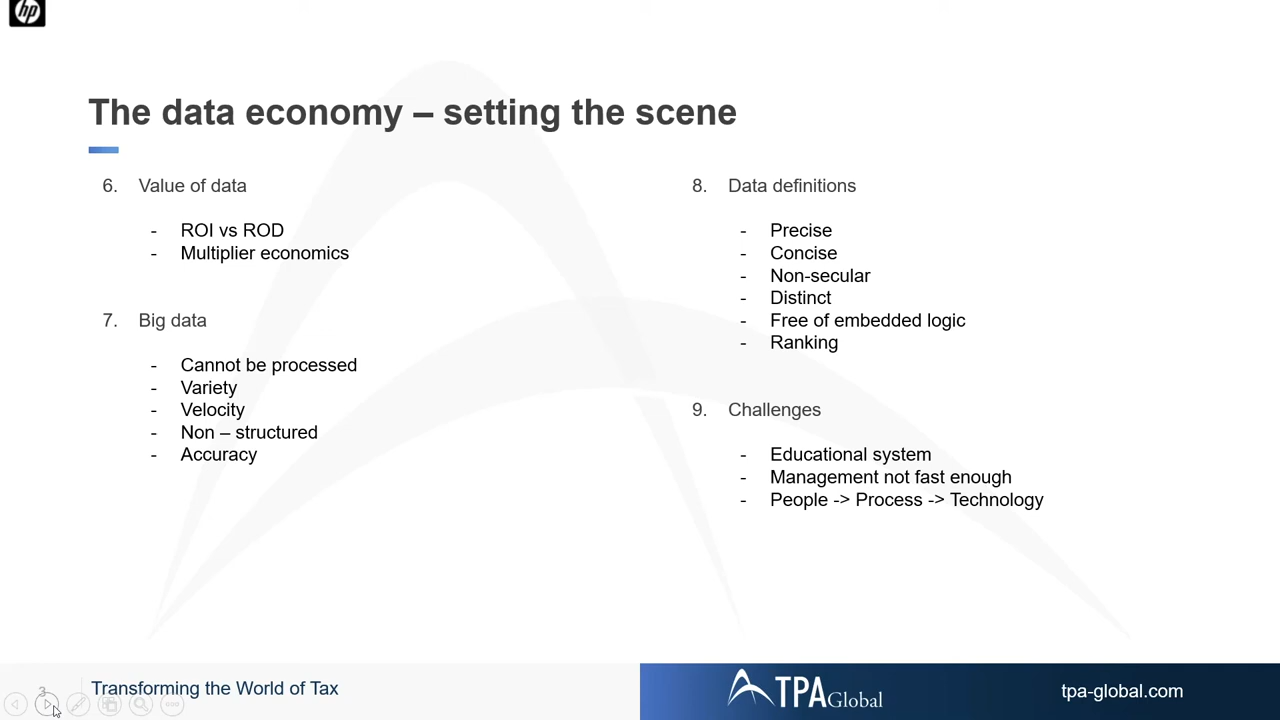 hp
The data economy – setting the scene
6. Value of data
- ROI vs ROD
- Multiplier economics
7. Big data
- Cannot be processed
- Variety
- Velocity
- Non – structured
- Accuracy
8. Data definitions
- Precise
- Concise
- Non-secular
- Distinct
- Free of embedded logic
- Ranking
9. Challenges
- Educational system
- Management not fast enough
- People -> Process -> Technology
3
Transforming the World of Tax
TPA Global
tpa-global.com